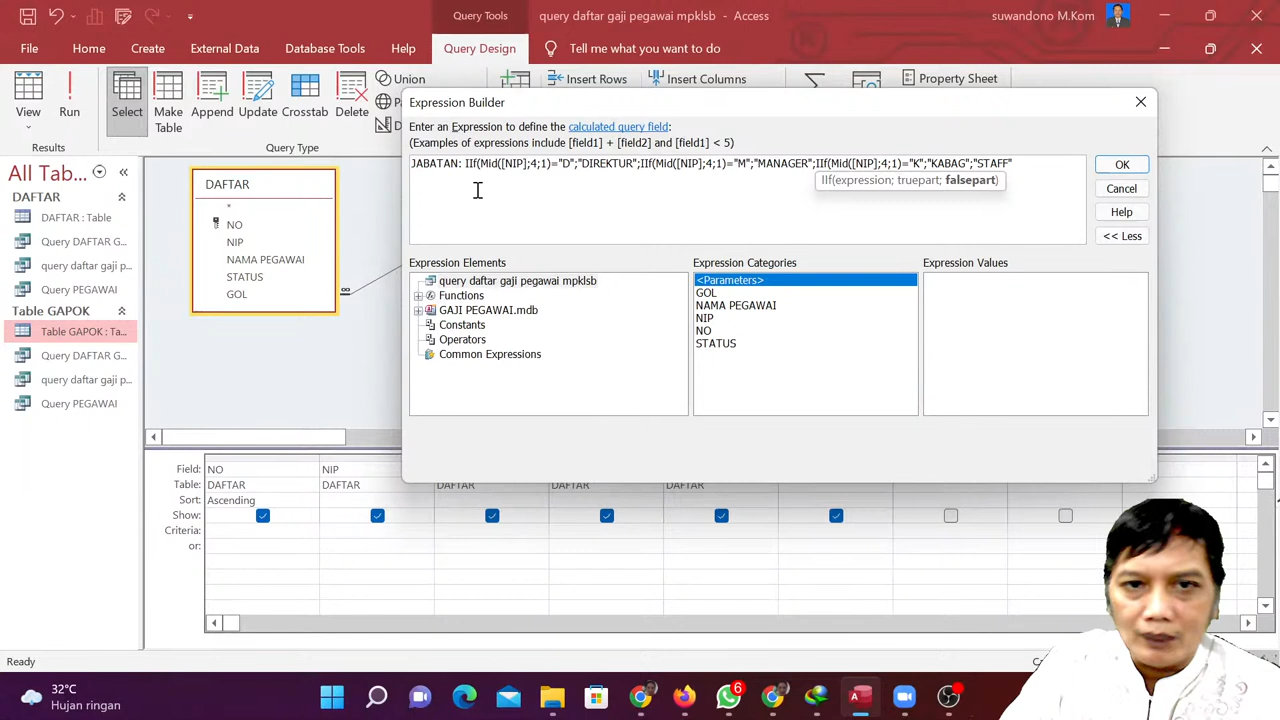 Query Tools query daftar gaji pegawai mpklsb - Access suwandono M.Kom
File Home Create External Data Database Tools Help Query Design Tell me what you want to do
View Run Select Make Table Append Update Crosstab Delete Union Insert Rows Insert Columns Property Sheet
Results Query Type
Expression Builder
Enter an Expression to define the calculated query field:
(Examples of expressions include [field1] + [field2] and [field1] < 5)
JABATAN: IIf(Mid([NIP];4;1)="D";"DIREKTUR";IIf(Mid([NIP];4;1)="M";"MANAGER";IIf(Mid([NIP];4;1)="K";"KABAG";"STAFF"
IIf(expression; truepart; falsepart)
OK
Cancel
Help
<< Less
Expression Elements Expression Categories Expression Values
query daftar gaji pegawai mpklsb
Functions
GAJI PEGAWAI.mdb
Constants
Operators
Common Expressions
<Parameters>
GOL
NAMA PEGAWAI
NIP
NO
STATUS
All Tab...
DAFTAR
DAFTAR : Table
Query DAFTAR G...
query daftar gaji p...
Query PEGAWAI
Table GAPOK
Table GAPOK : Ta...
Query DAFTAR G...
query daftar gaji p...
Query PEGAWAI
DAFTAR
*
NO
NIP
NAMA PEGAWAI
STATUS
GOL
Field: NO NIP
Table: DAFTAR DAFTAR DAFTAR DAFTAR DAFTAR
Sort: Ascending
Show:
Criteria:
or:
Ready
32°C
Hujan ringan
6